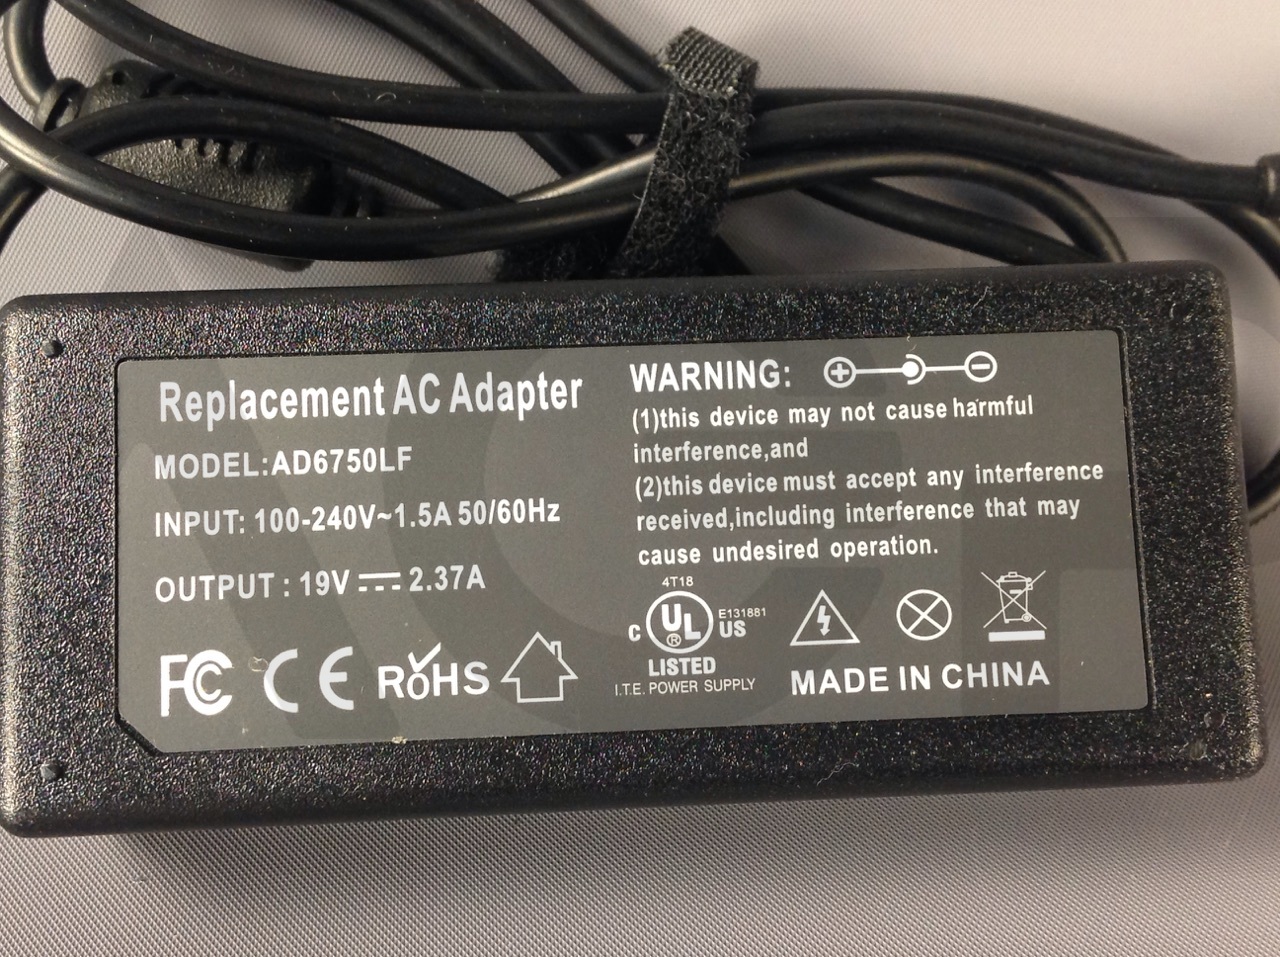 Replacement AC Adapter
MODEL:AD6750LF
INPUT: 100-240V~1.5A 50/60Hz
OUTPUT : 19V⎓2.37A
FC CE RoHS
WARNING:
(1)this device may not cause harmful
interference,and
(2)this device must accept any interference
received,including interference that may
cause undesired operation.
4T18
C UL® US E131881
LISTED
I.T.E. POWER SUPPLY
MADE IN CHINA